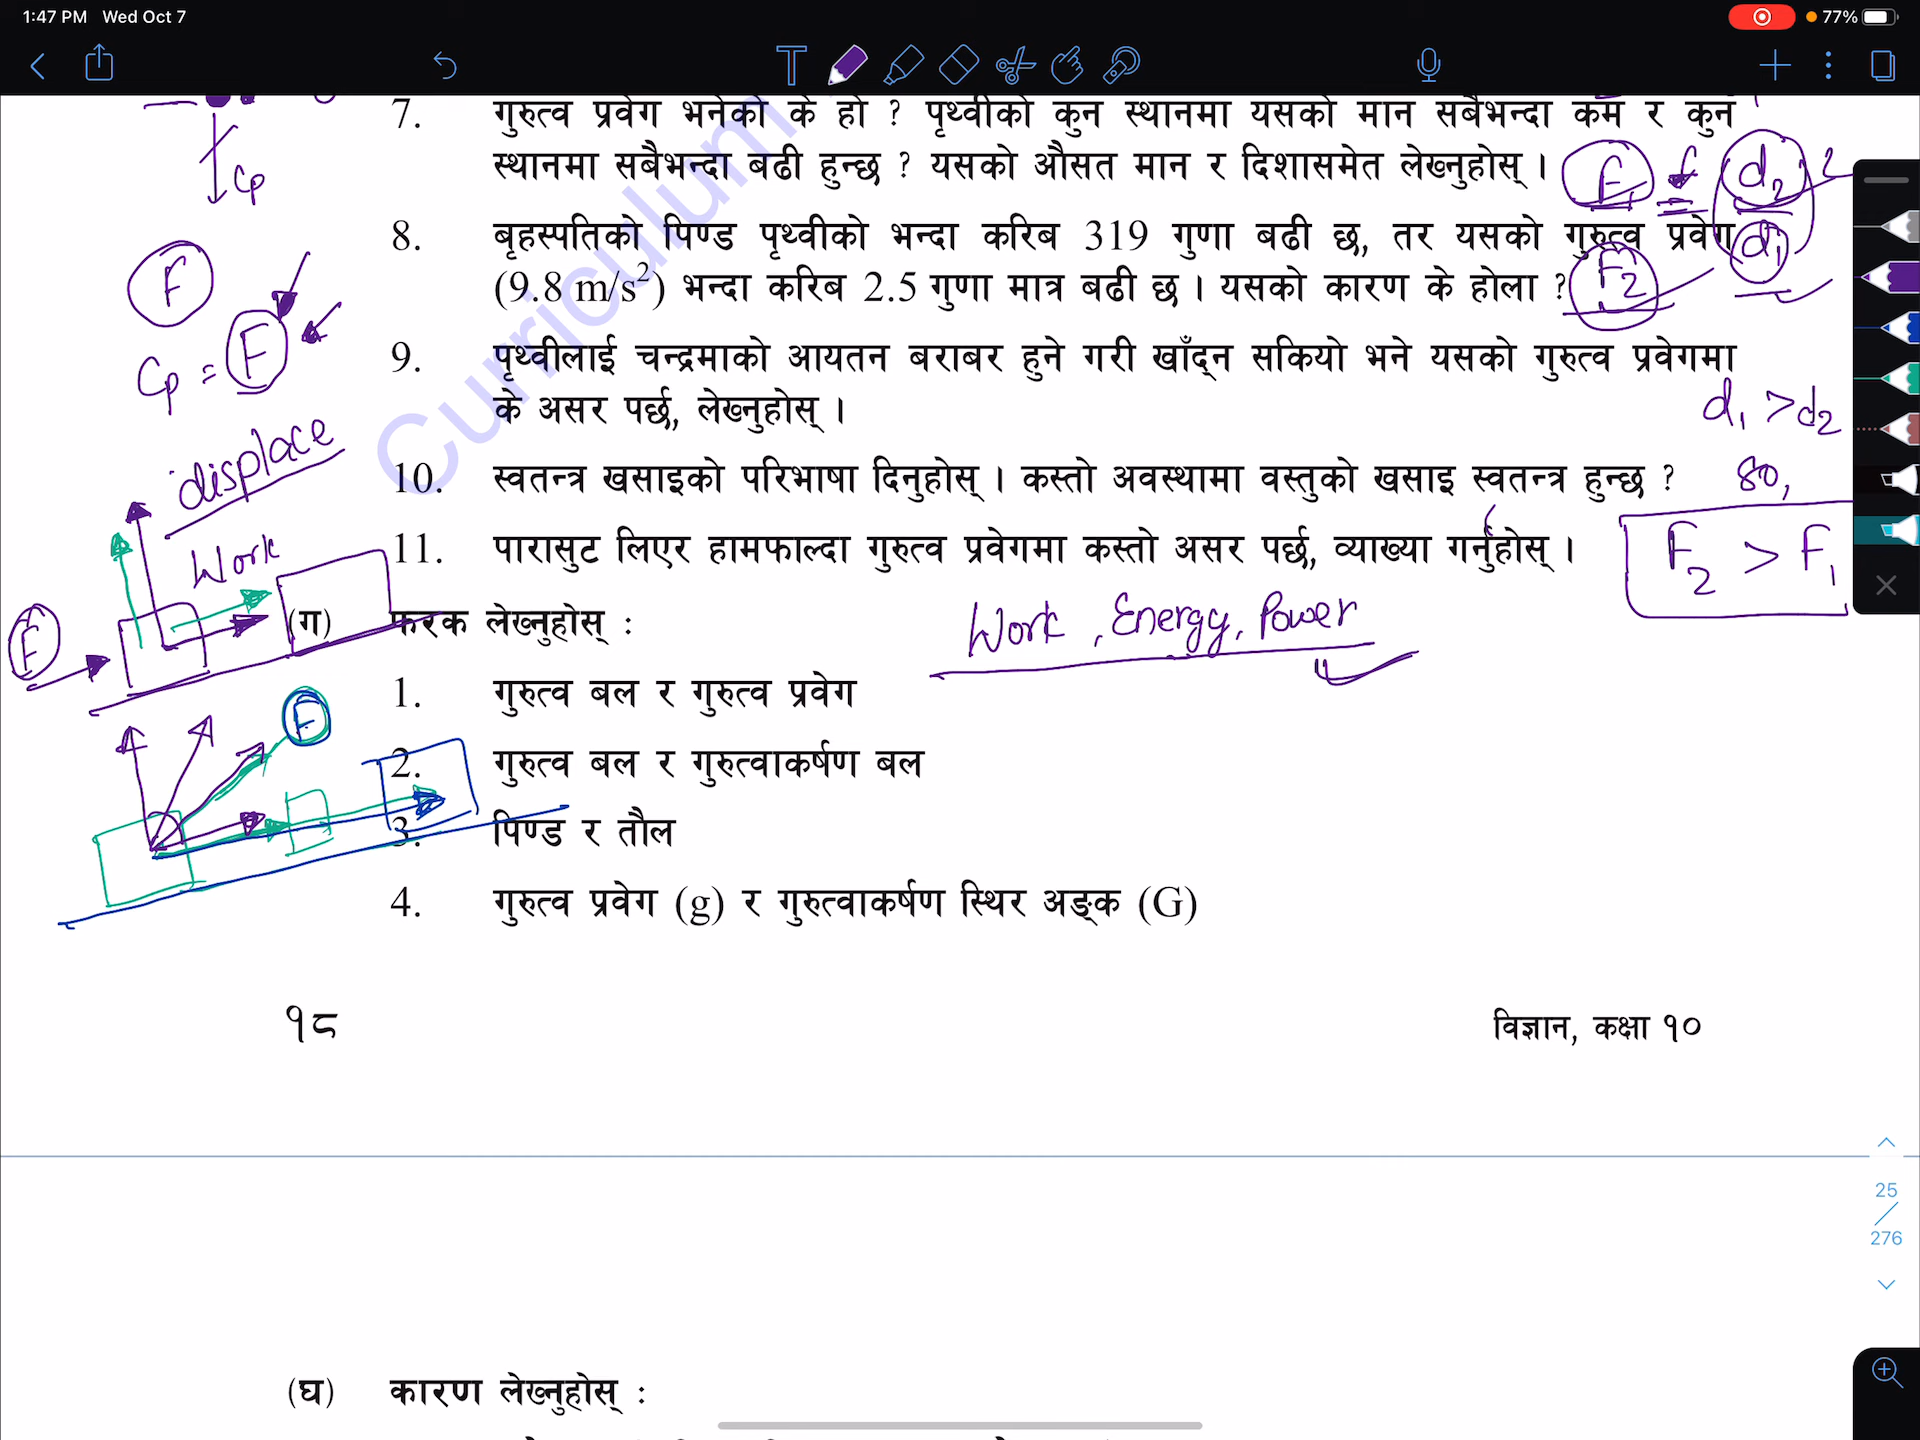 1:47 PM Wed Oct 7
77%
7. गुरुत्व प्रवेग भनेको के हो ? पृथ्वीको कुन स्थानमा यसको मान सबैभन्दा कम र कुन
स्थानमा सबैभन्दा बढी हुन्छ ? यसको औसत मान र दिशासमेत लेख्नुहोस् ।
8. बृहस्पतिको पिण्ड पृथ्वीको भन्दा करिब 319 गुणा बढी छ, तर यसको गुरुत्व प्रवेग
(9.8 m/s²) भन्दा करिब 2.5 गुणा मात्र बढी छ । यसको कारण के होला ?
9. पृथ्वीलाई चन्द्रमाको आयतन बराबर हुने गरी खाँद्न सकियो भने यसको गुरुत्व प्रवेगमा
के असर पर्छ, लेख्नुहोस् ।
10. स्वतन्त्र खसाइको परिभाषा दिनुहोस् । कस्तो अवस्थामा वस्तुको खसाइ स्वतन्त्र हुन्छ ?
11. पारासुट लिएर हामफाल्दा गुरुत्व प्रवेगमा कस्तो असर पर्छ, व्याख्या गर्नुहोस् ।
(ग) फरक लेख्नुहोस् :
1. गुरुत्व बल र गुरुत्व प्रवेग
2. गुरुत्व बल र गुरुत्वाकर्षण बल
3. पिण्ड र तौल
4. गुरुत्व प्रवेग (g) र गुरुत्वाकर्षण स्थिर अङ्क (G)
१८
विज्ञान, कक्षा १०
(घ) कारण लेख्नुहोस् :
Curriculum
Cp
F
Cp = F
displace
Work
F
F
d₂
d₁
F₂
d₁ > d₂
80,
F₂ > F₁
Work, Energy, Power
25
276